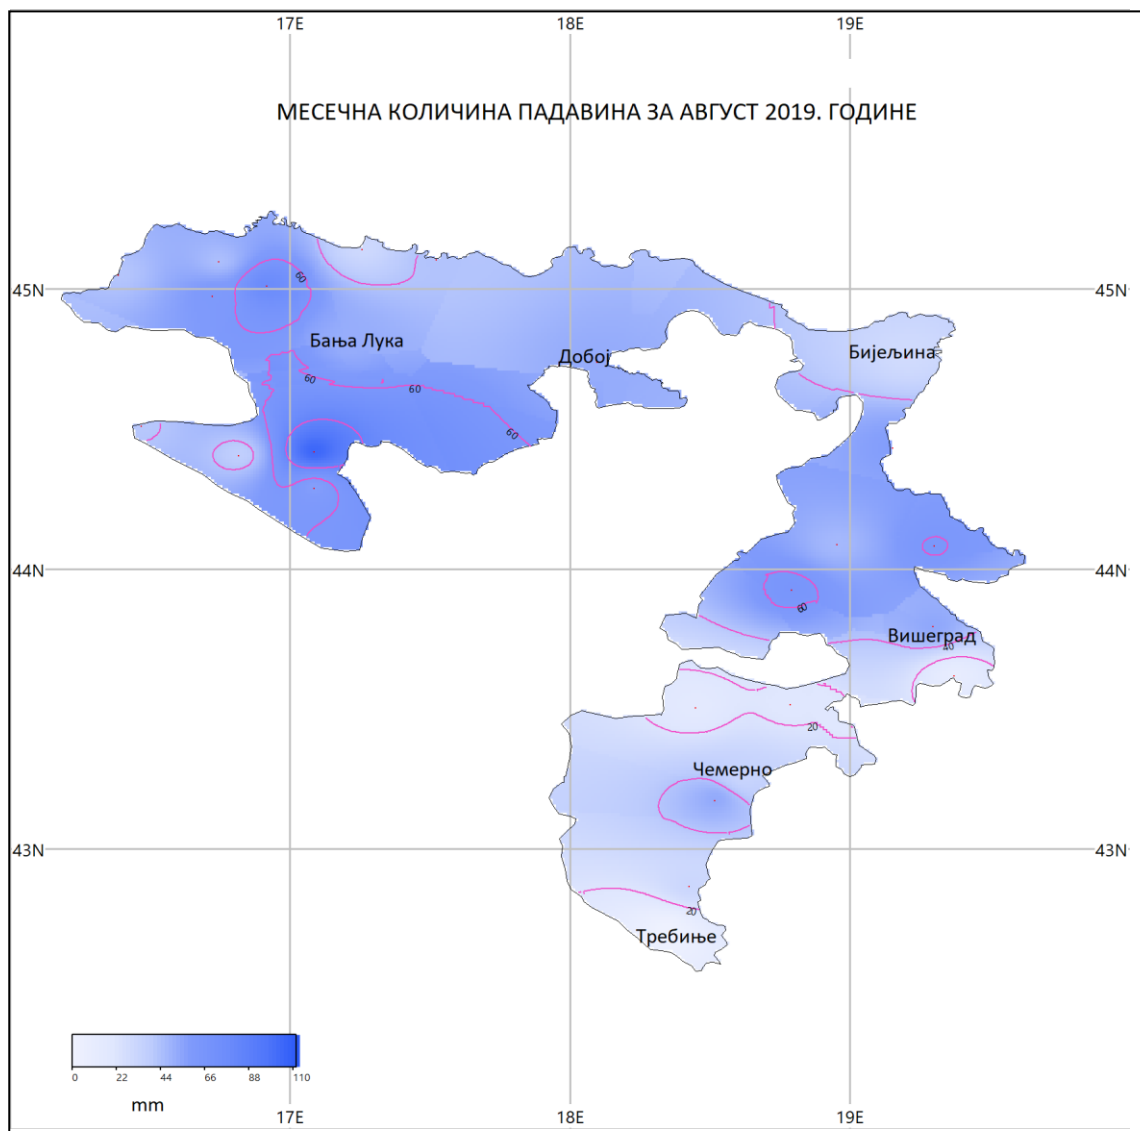 17E 18E 19E
МЕСЕЧНА КОЛИЧИНА ПАДАВИНА ЗА АВГУСТ 2019. ГОДИНЕ
60
45N 45N
Бања Лука
Бијељина
Добој
60 60
60
44N 44N
60
Вишеград
40
20
Чемерно
43N 43N
20
Требиње
0 22 44 66 88 110
mm
17E 18E 19E